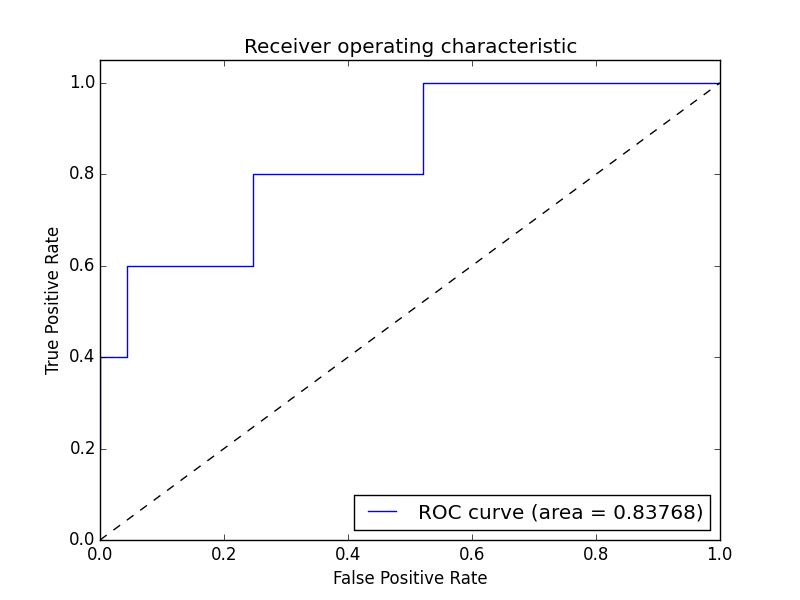 Receiver operating characteristic
1.0
0.8
0.6
0.4
0.2
0.0
True Positive Rate
ROC curve (area = 0.83768)
0.0 0.2 0.4 0.6 0.8 1.0
False Positive Rate